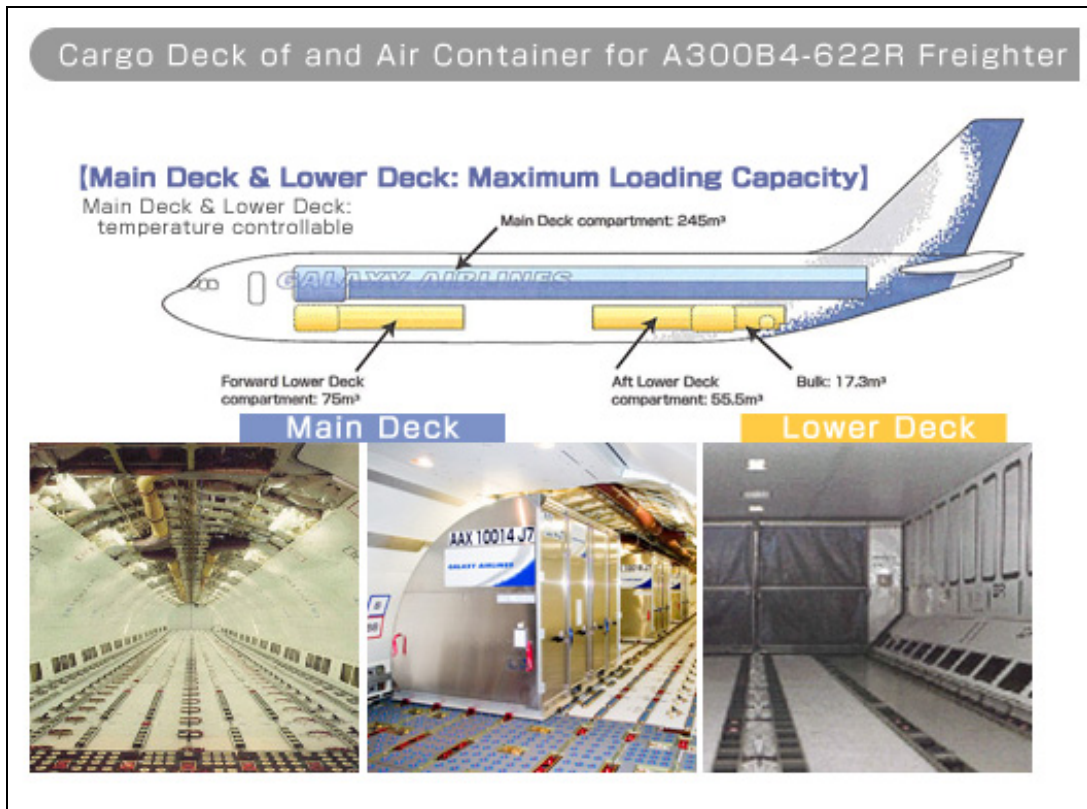 Cargo Deck of and Air Container for A300B4-622R Freighter
【Main Deck & Lower Deck: Maximum Loading Capacity】
Main Deck & Lower Deck:
temperature controllable
Main Deck compartment: 245m³
GALAXY AIRLINES
Forward Lower Deck
compartment: 75m³
Aft Lower Deck
compartment: 55.5m³
Bulk: 17.3m³
Main Deck
Lower Deck
AAX 10014 J7
GALAXY AIRLINES